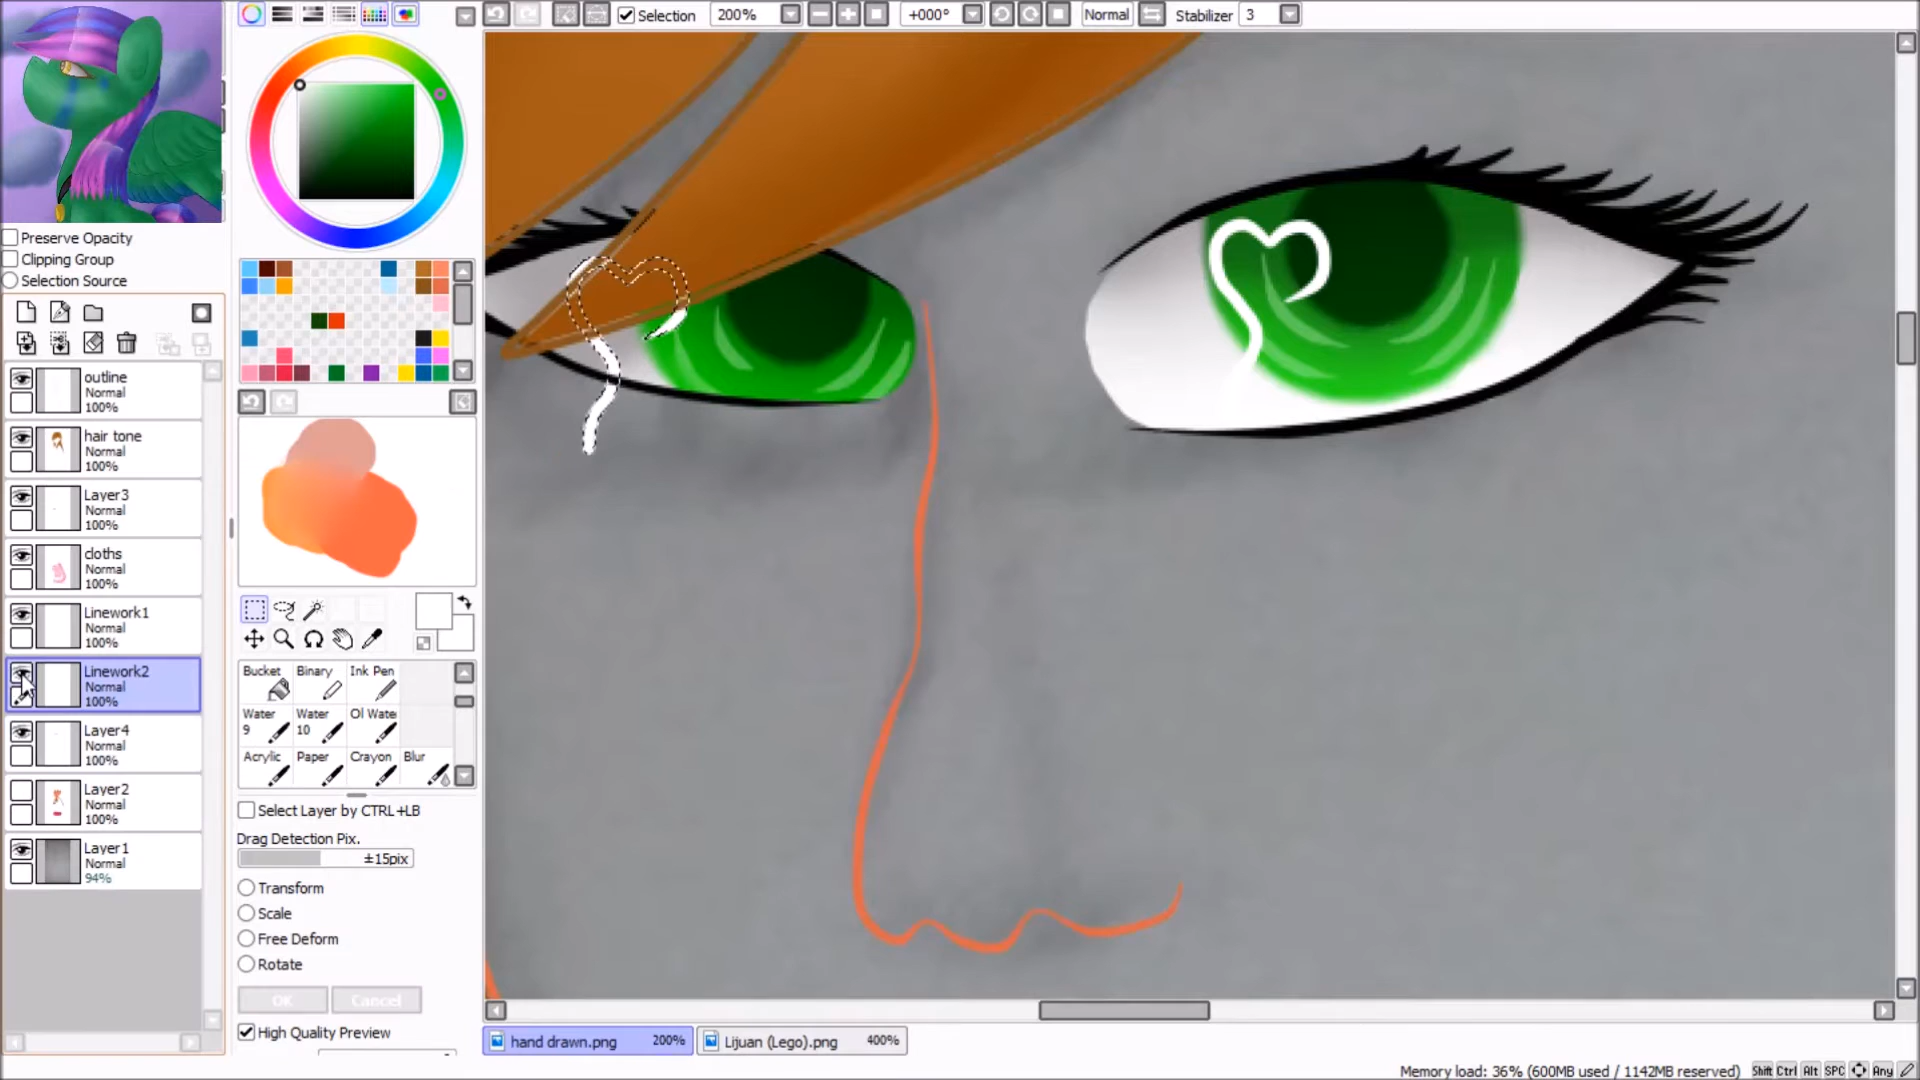 Selection
200%
+000°
Normal
Stabilizer
3
Preserve Opacity
Clipping Group
Selection Source
outline
Normal
100%
hair tone
Normal
100%
Layer3
Normal
100%
cloths
Normal
100%
Linework1
Normal
100%
Linework2
Normal
100%
Layer4
Normal
100%
Layer2
Normal
100%
Layer1
Normal
94%
Bucket
Binary
Ink Pen
Water
9
Water
10
Ol Wate
Acrylic
Paper
Crayon
Blur
Select Layer by CTRL+LB
Drag Detection Pix.
±15pix
Transform
Scale
Free Deform
Rotate
OK
Cancel
High Quality Preview
hand drawn.png
200%
Lijuan (Lego).png
400%
Memory load: 36% (600MB used / 1142MB reserved)
Shift Ctrl Alt SPC Any